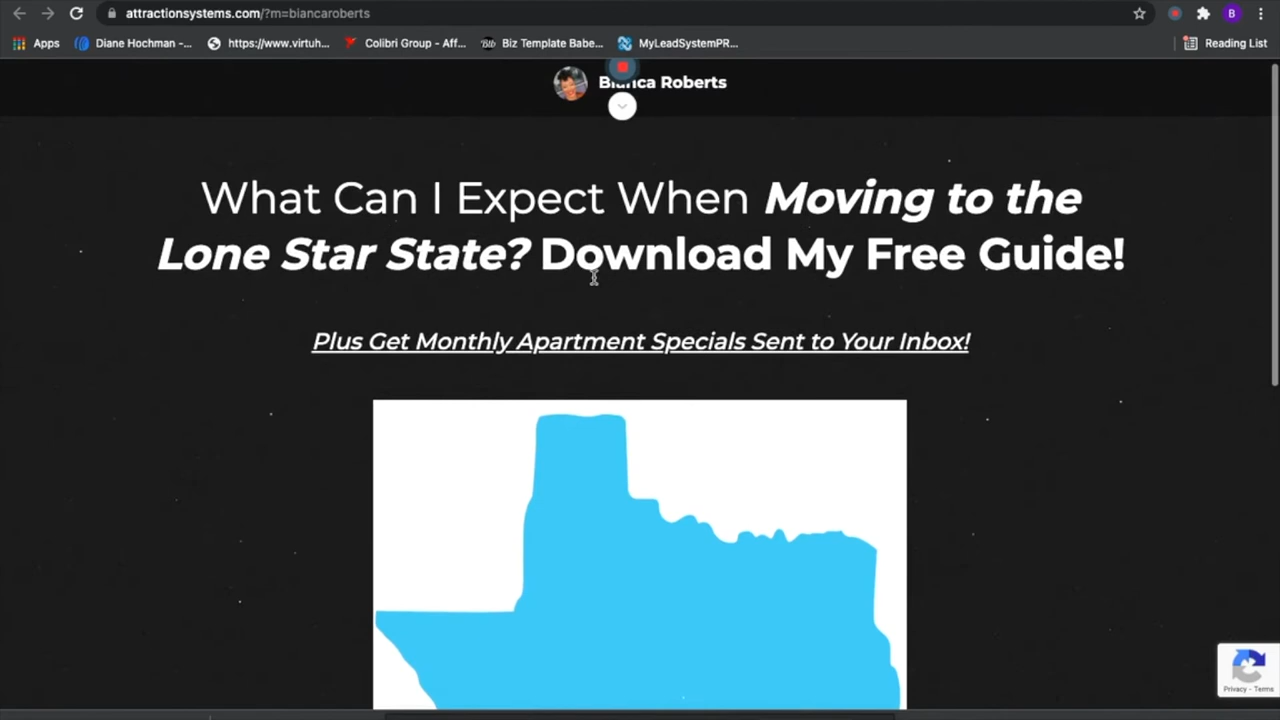 attractionsystems.com/?m=biancaroberts
B
Apps Diane Hochman -... https://www.virtuh... Colibri Group - Aff... Biz Template Babe... MyLeadSystemPR... Reading List
Bianca Roberts
What Can I Expect When Moving to the
Lone Star State? Download My Free Guide!
Plus Get Monthly Apartment Specials Sent to Your Inbox!
Privacy - Terms